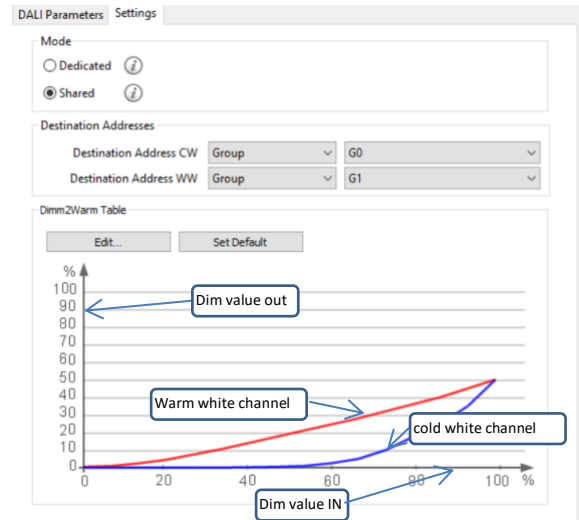 DALI Parameters Settings
Mode
Dedicated i
Shared i
Destination Addresses
Destination Address CW Group G0
Destination Address WW Group G1
Dimm2Warm Table
Edit... Set Default
%
100
90
80
70
60
50
40
30
20
10
0
Dim value out
Warm white channel
cold white channel
0 20 40 60 80 100 %
Dim value IN